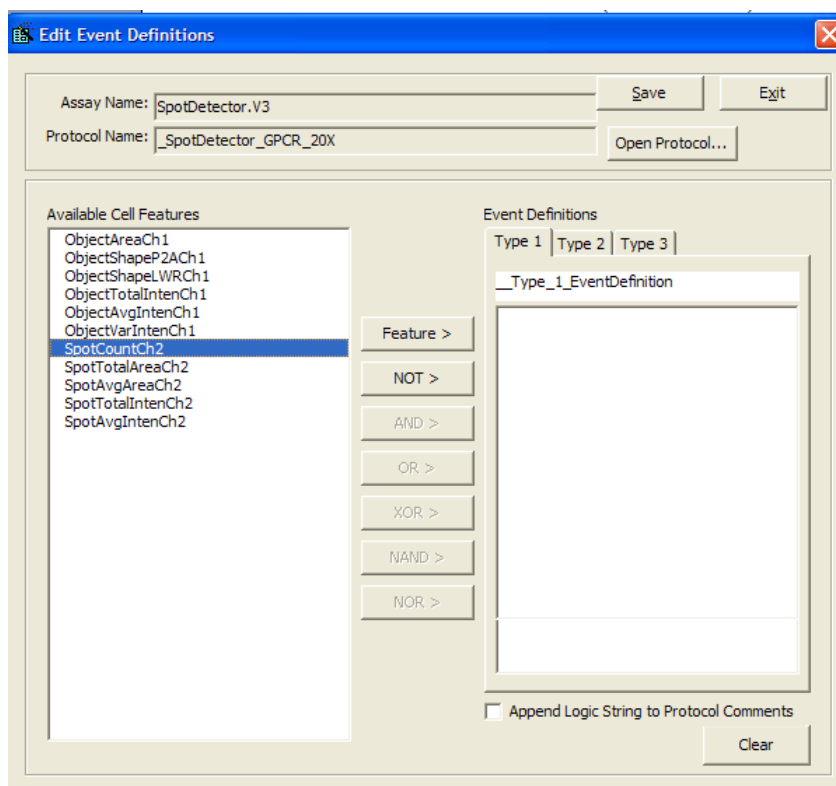 Edit Event Definitions
Assay Name: SpotDetector.V3
Save
Exit
Protocol Name: _SpotDetector_GPCR_20X
Open Protocol...
Available Cell Features
ObjectAreaCh1
ObjectShapeP2ACh1
ObjectShapeLWRCh1
ObjectTotalIntenCh1
ObjectAvgIntenCh1
ObjectVarIntenCh1
SpotCountCh2
SpotTotalAreaCh2
SpotAvgAreaCh2
SpotTotalIntenCh2
SpotAvgIntenCh2
Feature >
NOT >
AND >
OR >
XOR >
NAND >
NOR >
Event Definitions
Type 1 Type 2 Type 3
__Type_1_EventDefinition
Append Logic String to Protocol Comments
Clear